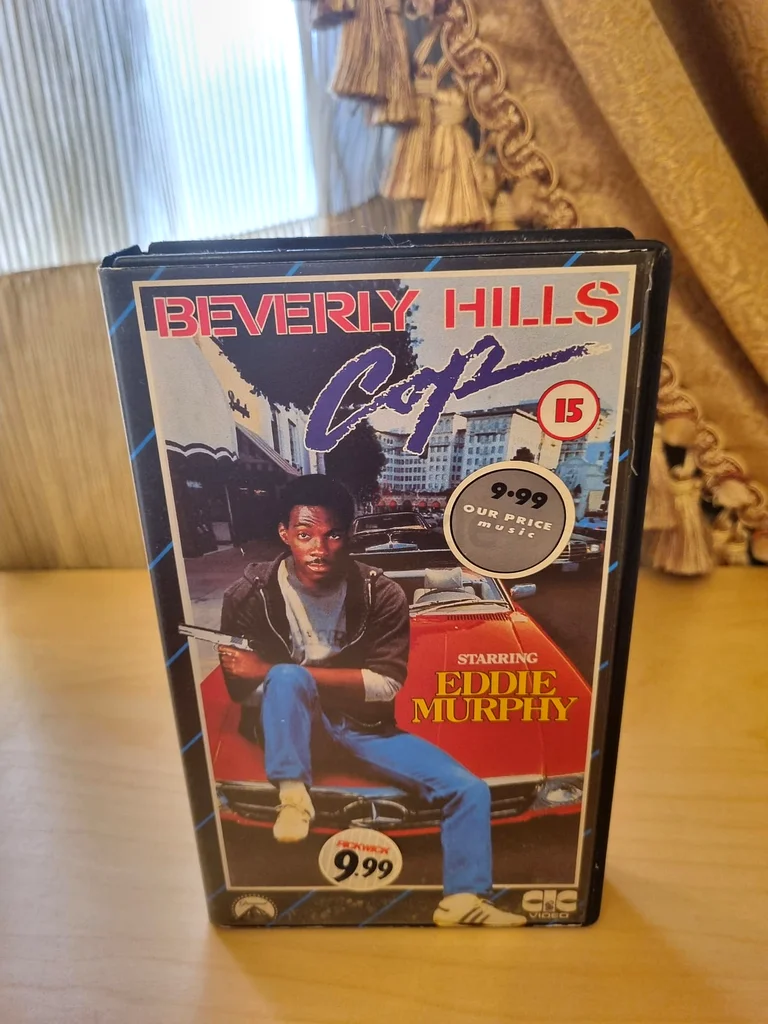 BEVERLY HILLS
Cop
15
9.99
OUR PRICE
music
STARRING
EDDIE
MURPHY
PICKWICK
9.99
CIC
VIDEO